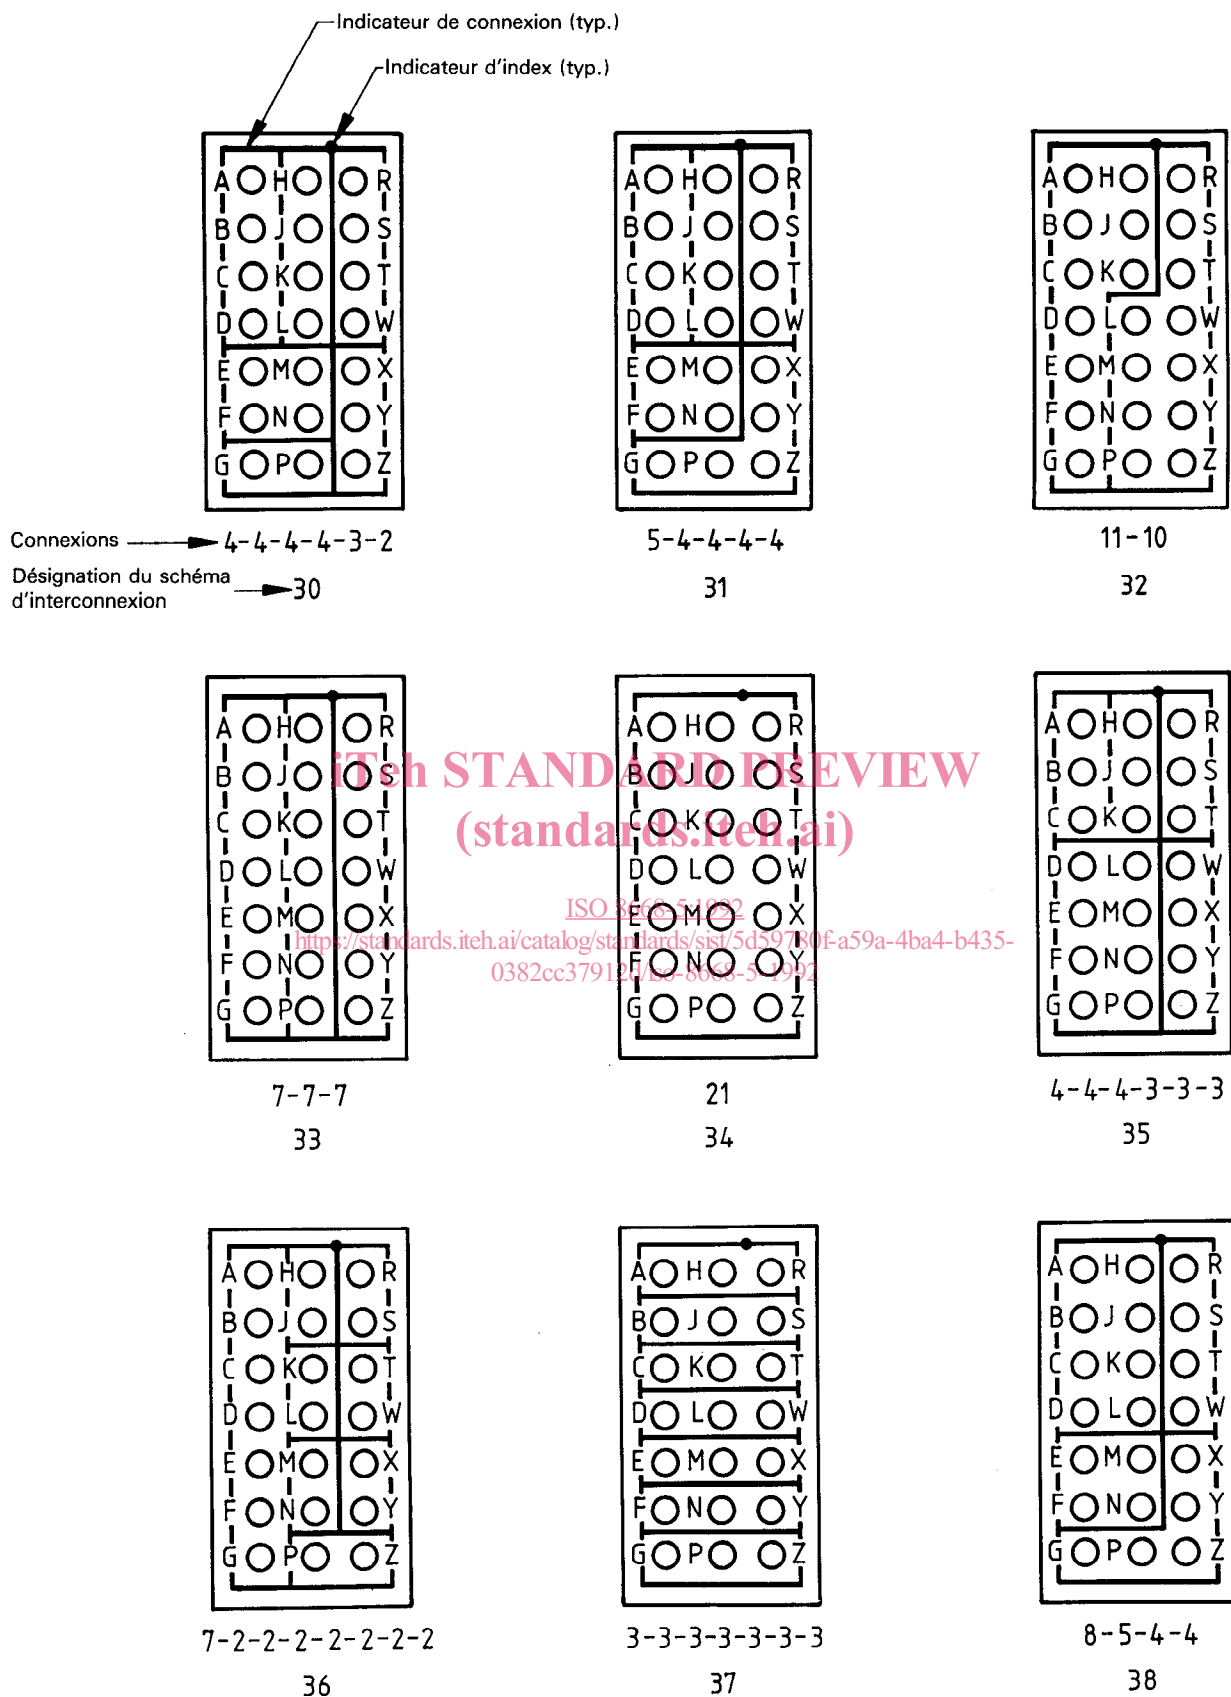 Indicateur de connexion (typ.)
Indicateur d'index (typ.)
A H R
B J S
C K T
D L W
E M X
F N Y
G P Z
A H R
B J S
C K T
D L W
E M X
F N Y
G P Z
A H R
B J S
C K T
D L W
E M X
F N Y
G P Z
Connexions 4-4-4-4-3-2
5-4-4-4-4
11-10
Désignation du schéma
d'interconnexion
30
31
32
A H R
B J S
C K T
D L W
E M X
F N Y
G P Z
A H R
B J S
C K T
D L W
E M X
F N Y
G P Z
A H R
B J S
C K T
D L W
E M X
F N Y
G P Z
iTeh STANDARD PREVIEW
(standards.iteh.ai)
ISO 8668-5:1992
https://standards.iteh.ai/catalog/standards/sist/5d59780f-a59a-4ba4-b435-
0382cc37912d/iso-8668-5-1992
7-7-7
21
4-4-4-3-3-3
33
34
35
A H R
B J S
C K T
D L W
E M X
F N Y
G P Z
A H R
B J S
C K T
D L W
E M X
F N Y
G P Z
A H R
B J S
C K T
D L W
E M X
F N Y
G P Z
7-2-2-2-2-2-2-2
3-3-3-3-3-3-3
8-5-4-4
36
37
38